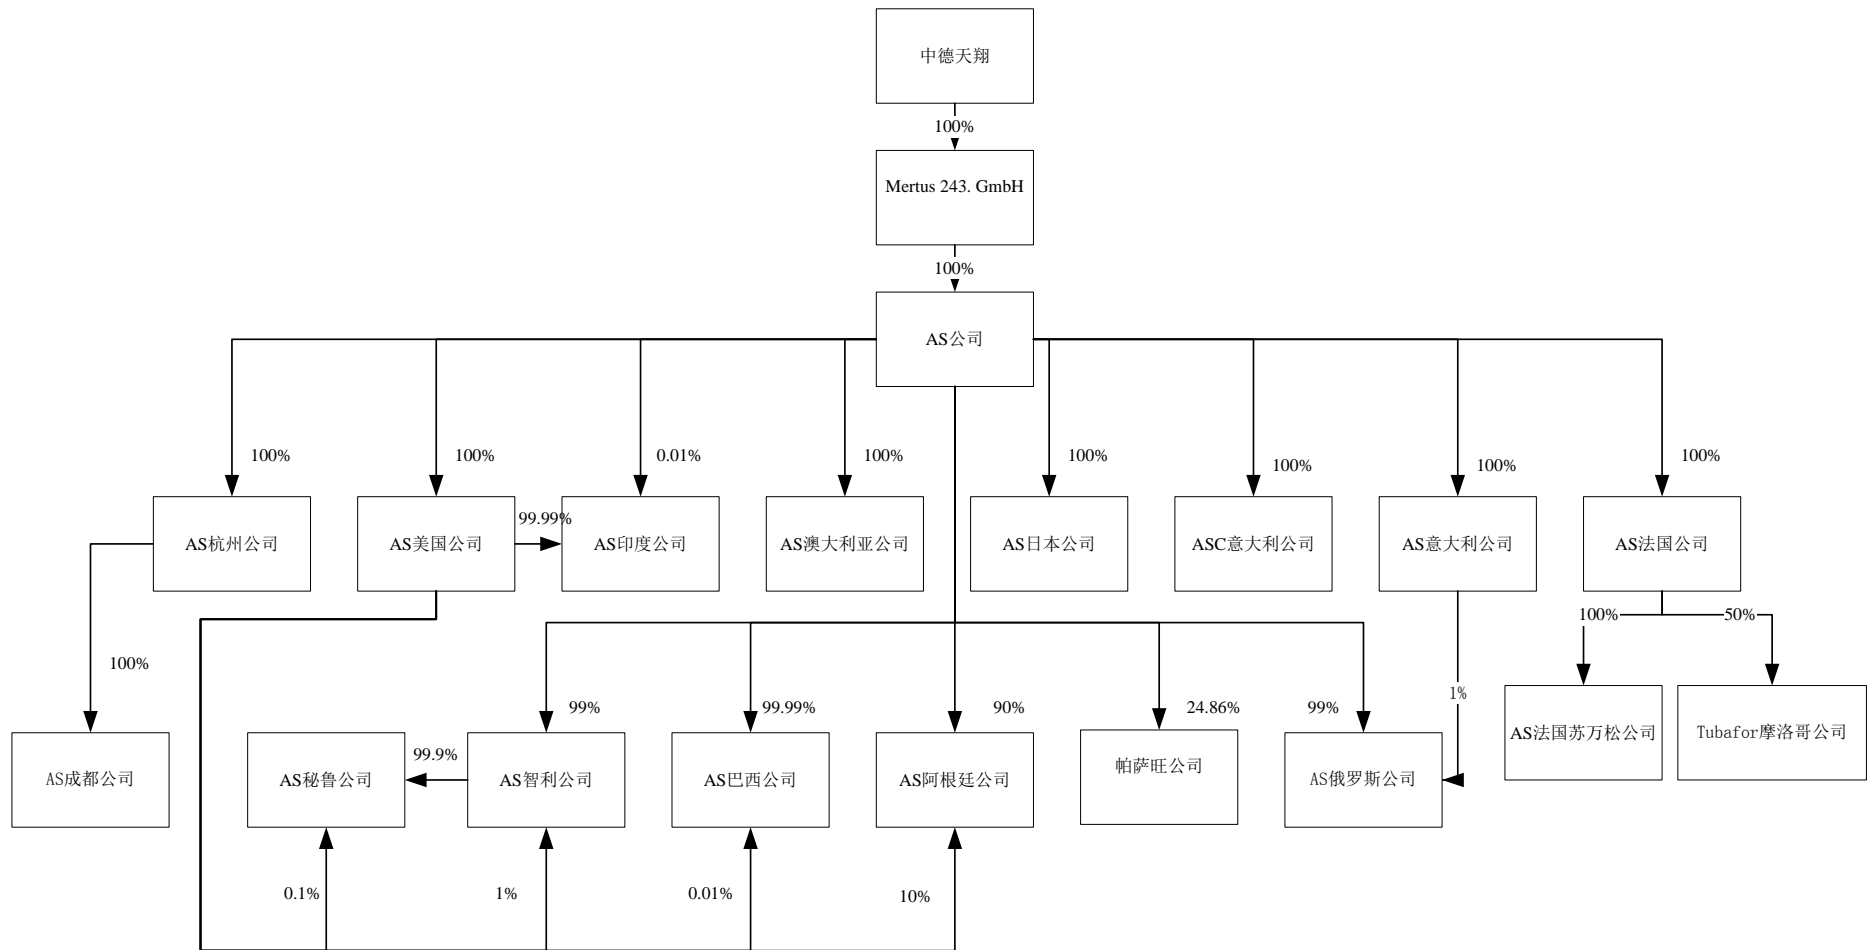 中德天翔
100%
Mertus 243. GmbH
100%
AS公司
100%
100%
0.01%
100%
100%
100%
100%
100%
AS杭州公司
AS美国公司
99.99%
AS印度公司
AS澳大利亚公司
AS日本公司
ASC意大利公司
AS意大利公司
AS法国公司
100%
50%
100%
99%
99.99%
90%
24.86%
99%
1%
AS成都公司
AS秘鲁公司
99.9%
AS智利公司
AS巴西公司
AS阿根廷公司
帕萨旺公司
AS俄罗斯公司
AS法国苏万松公司
Tubafor摩洛哥公司
0.1%
1%
0.01%
10%